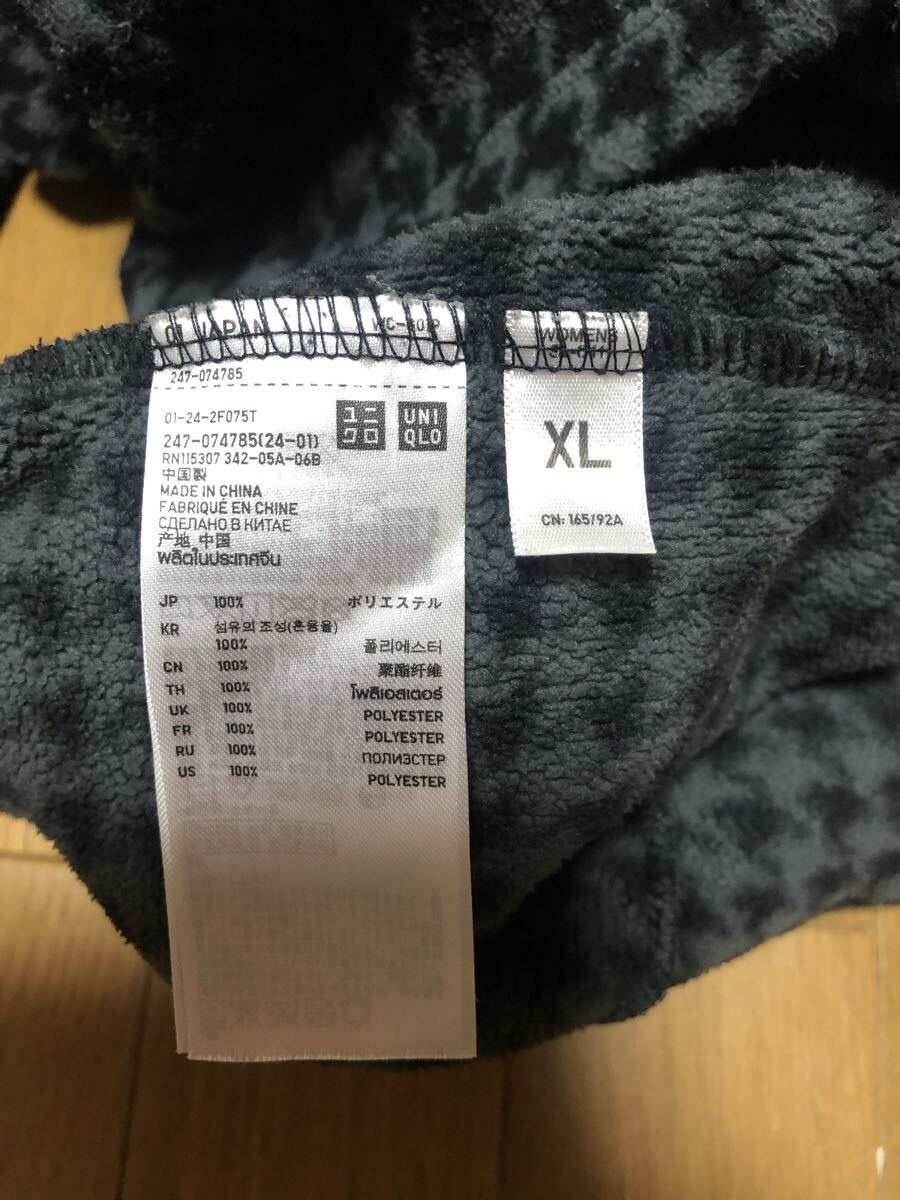 01 JAPAN
247-074785
01-24-2F075T
ユニ
クロ
UNI
QLO
247-074785(24-01)
RN115307 342-05A-06B
中国製
MADE IN CHINA
FABRIQUÉ EN CHINE
СДЕЛАНО В КИТАЕ
产地 中国
ผลิตในประเทศจีน
JP 100% ポリエステル
KR 섬유의 조성(혼용율)
100% 폴리에스터
CN 100% 聚酯纤维
TH 100% โพลีเอสเตอร์
UK 100% POLYESTER
FR 100% POLYESTER
RU 100% ПОЛИЭСТЕР
US 100% POLYESTER
WOMENS
XL
CN: 165/92A